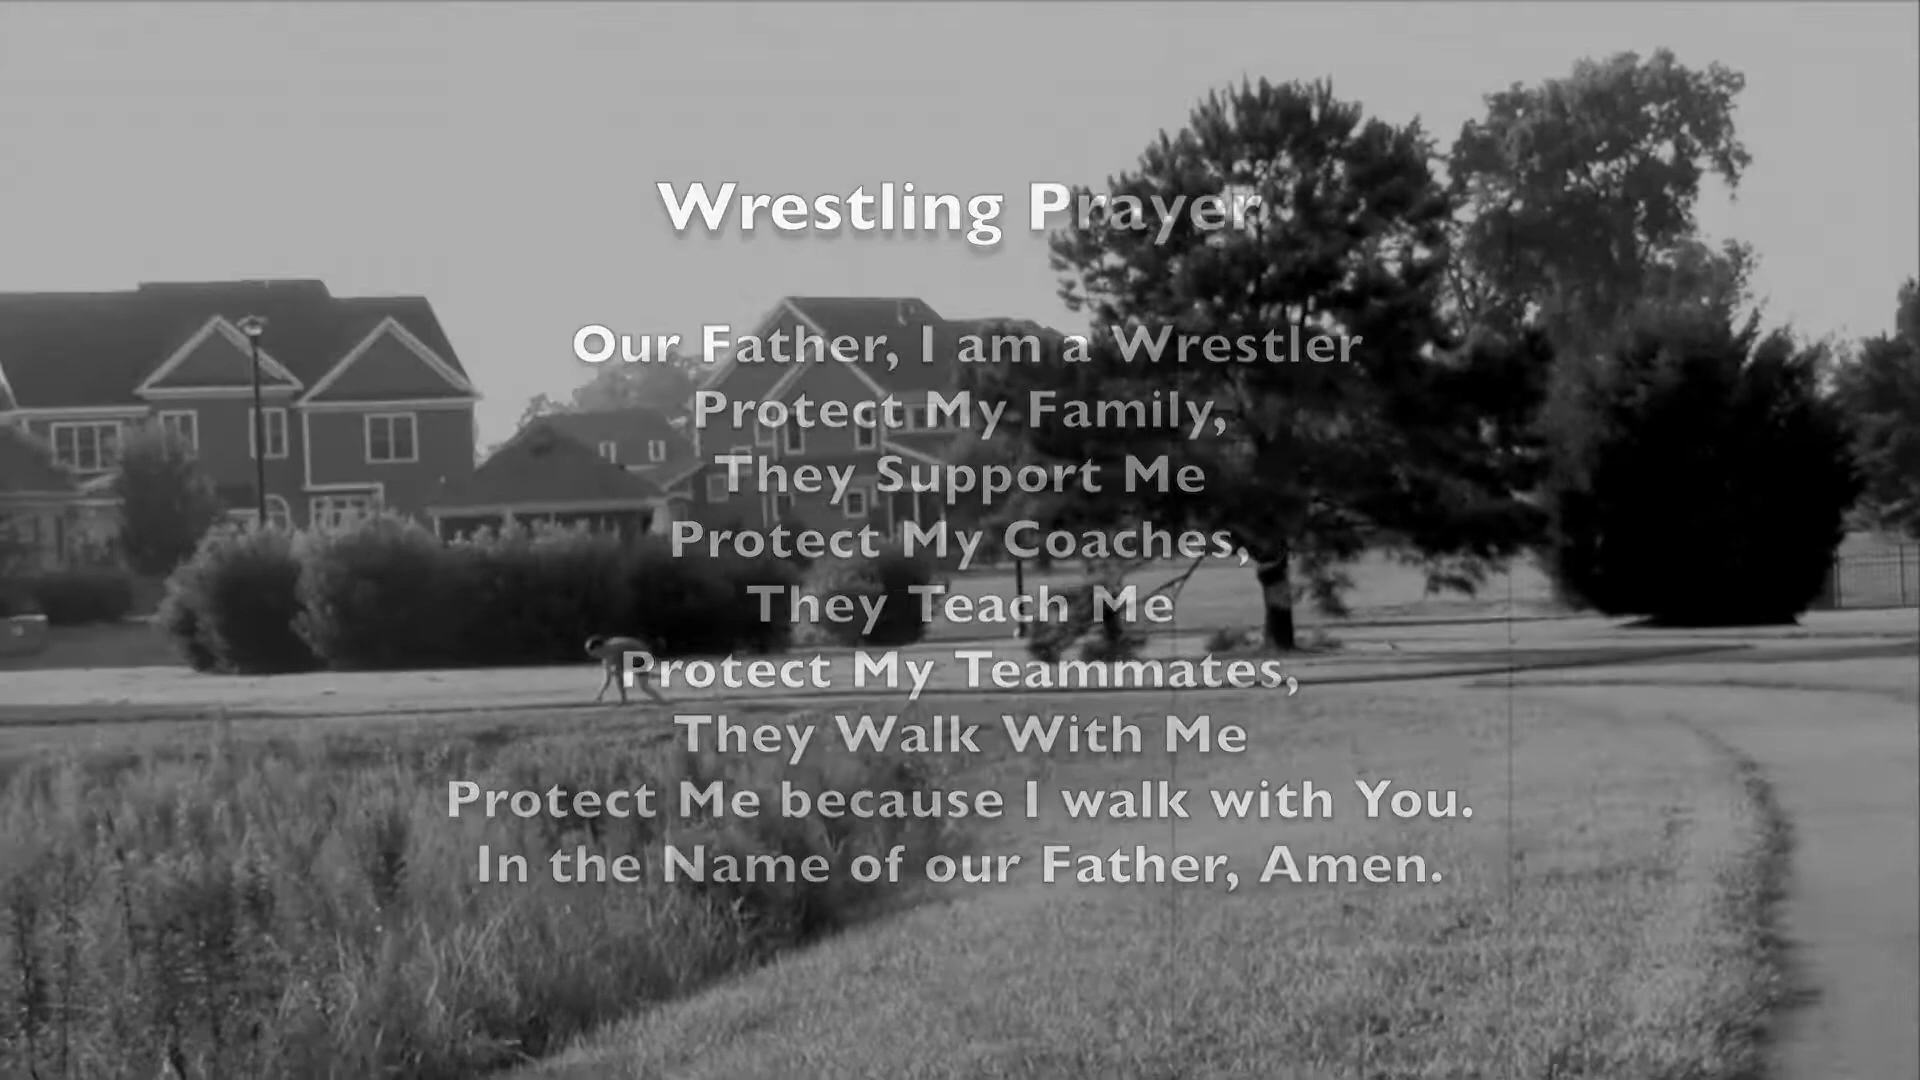 Wrestling Prayer
Our Father, I am a Wrestler
Protect My Family,
They Support Me
Protect My Coaches,
They Teach Me
Protect My Teammates,
They Walk With Me
Protect Me because I walk with You.
In the Name of our Father, Amen.